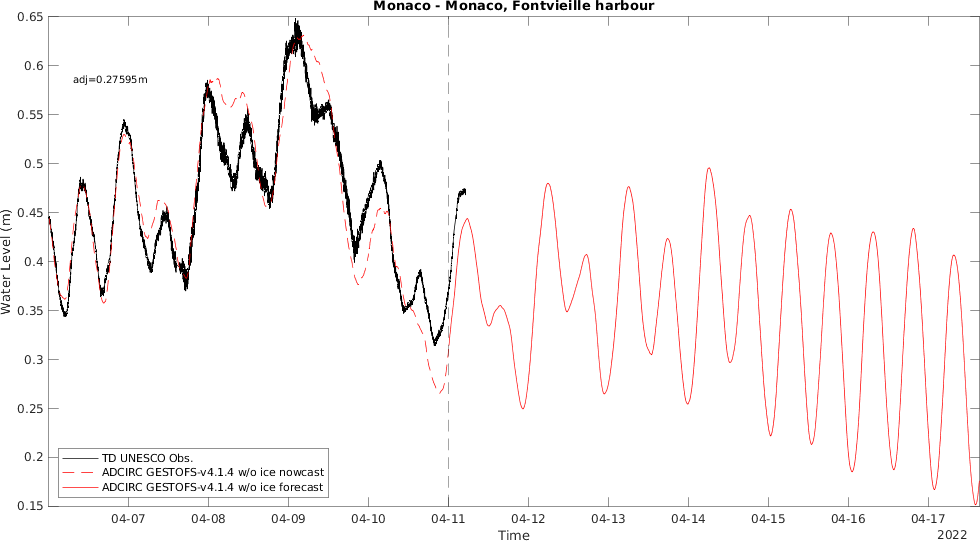 Monaco - Monaco, Fontvieille harbour
0.65
0.6
0.55
0.5
0.45
0.4
0.35
0.3
0.25
0.2
0.15
Water Level (m)
adj=0.27595m
TD UNESCO Obs.
ADCIRC GESTOFS-v4.1.4 w/o ice nowcast
ADCIRC GESTOFS-v4.1.4 w/o ice forecast
04-07 04-08 04-09 04-10 04-11 04-12 04-13 04-14 04-15 04-16 04-17
Time
2022